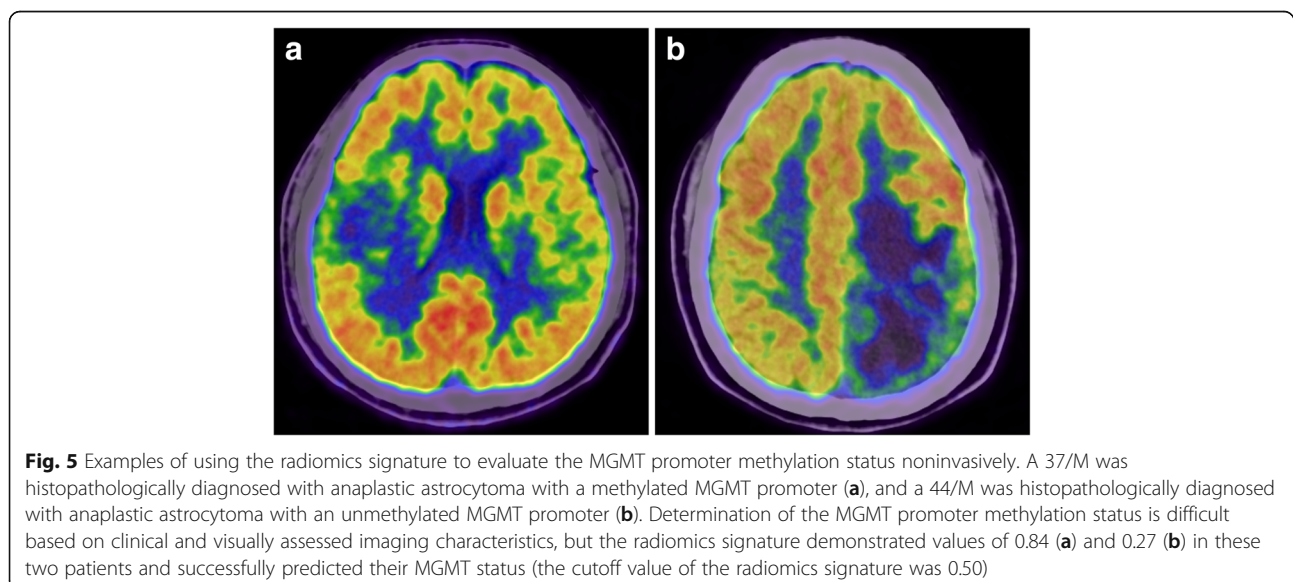 a
b
Fig. 5 Examples of using the radiomics signature to evaluate the MGMT promoter methylation status noninvasively. A 37/M was
histopathologically diagnosed with anaplastic astrocytoma with a methylated MGMT promoter (a), and a 44/M was histopathologically diagnosed
with anaplastic astrocytoma with an unmethylated MGMT promoter (b). Determination of the MGMT promoter methylation status is difficult
based on clinical and visually assessed imaging characteristics, but the radiomics signature demonstrated values of 0.84 (a) and 0.27 (b) in these
two patients and successfully predicted their MGMT status (the cutoff value of the radiomics signature was 0.50)